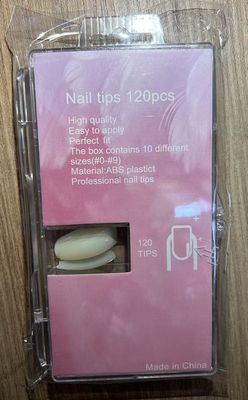 Nail tips 120pcs
High quality
Easy to apply
Perfect fit
The box contains 10 different
sizes(#0-#9)
Material:ABS plastict
Professional nail tips
120
TIPS
Made in China